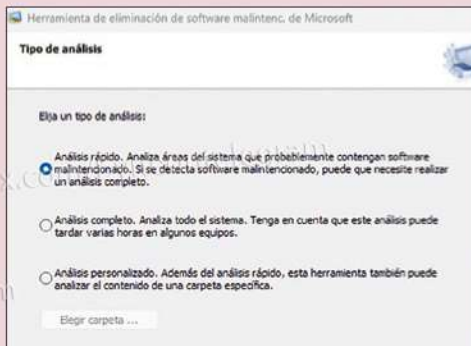 Herramienta de eliminación de software malintenc. de Microsoft
Tipo de análisis
Elija un tipo de análisis:
Análisis rápido. Analiza áreas del sistema que probablemente contengan software
malintencionado. Si se detecta software malintencionado, puede que necesite realizar
un análisis completo.
Análisis completo. Analiza todo el sistema. Tenga en cuenta que este análisis puede
tardar varias horas en algunos equipos.
Análisis personalizado. Además del análisis rápido, esta herramienta también puede
analizar el contenido de una carpeta específica.
Elegir carpeta ...